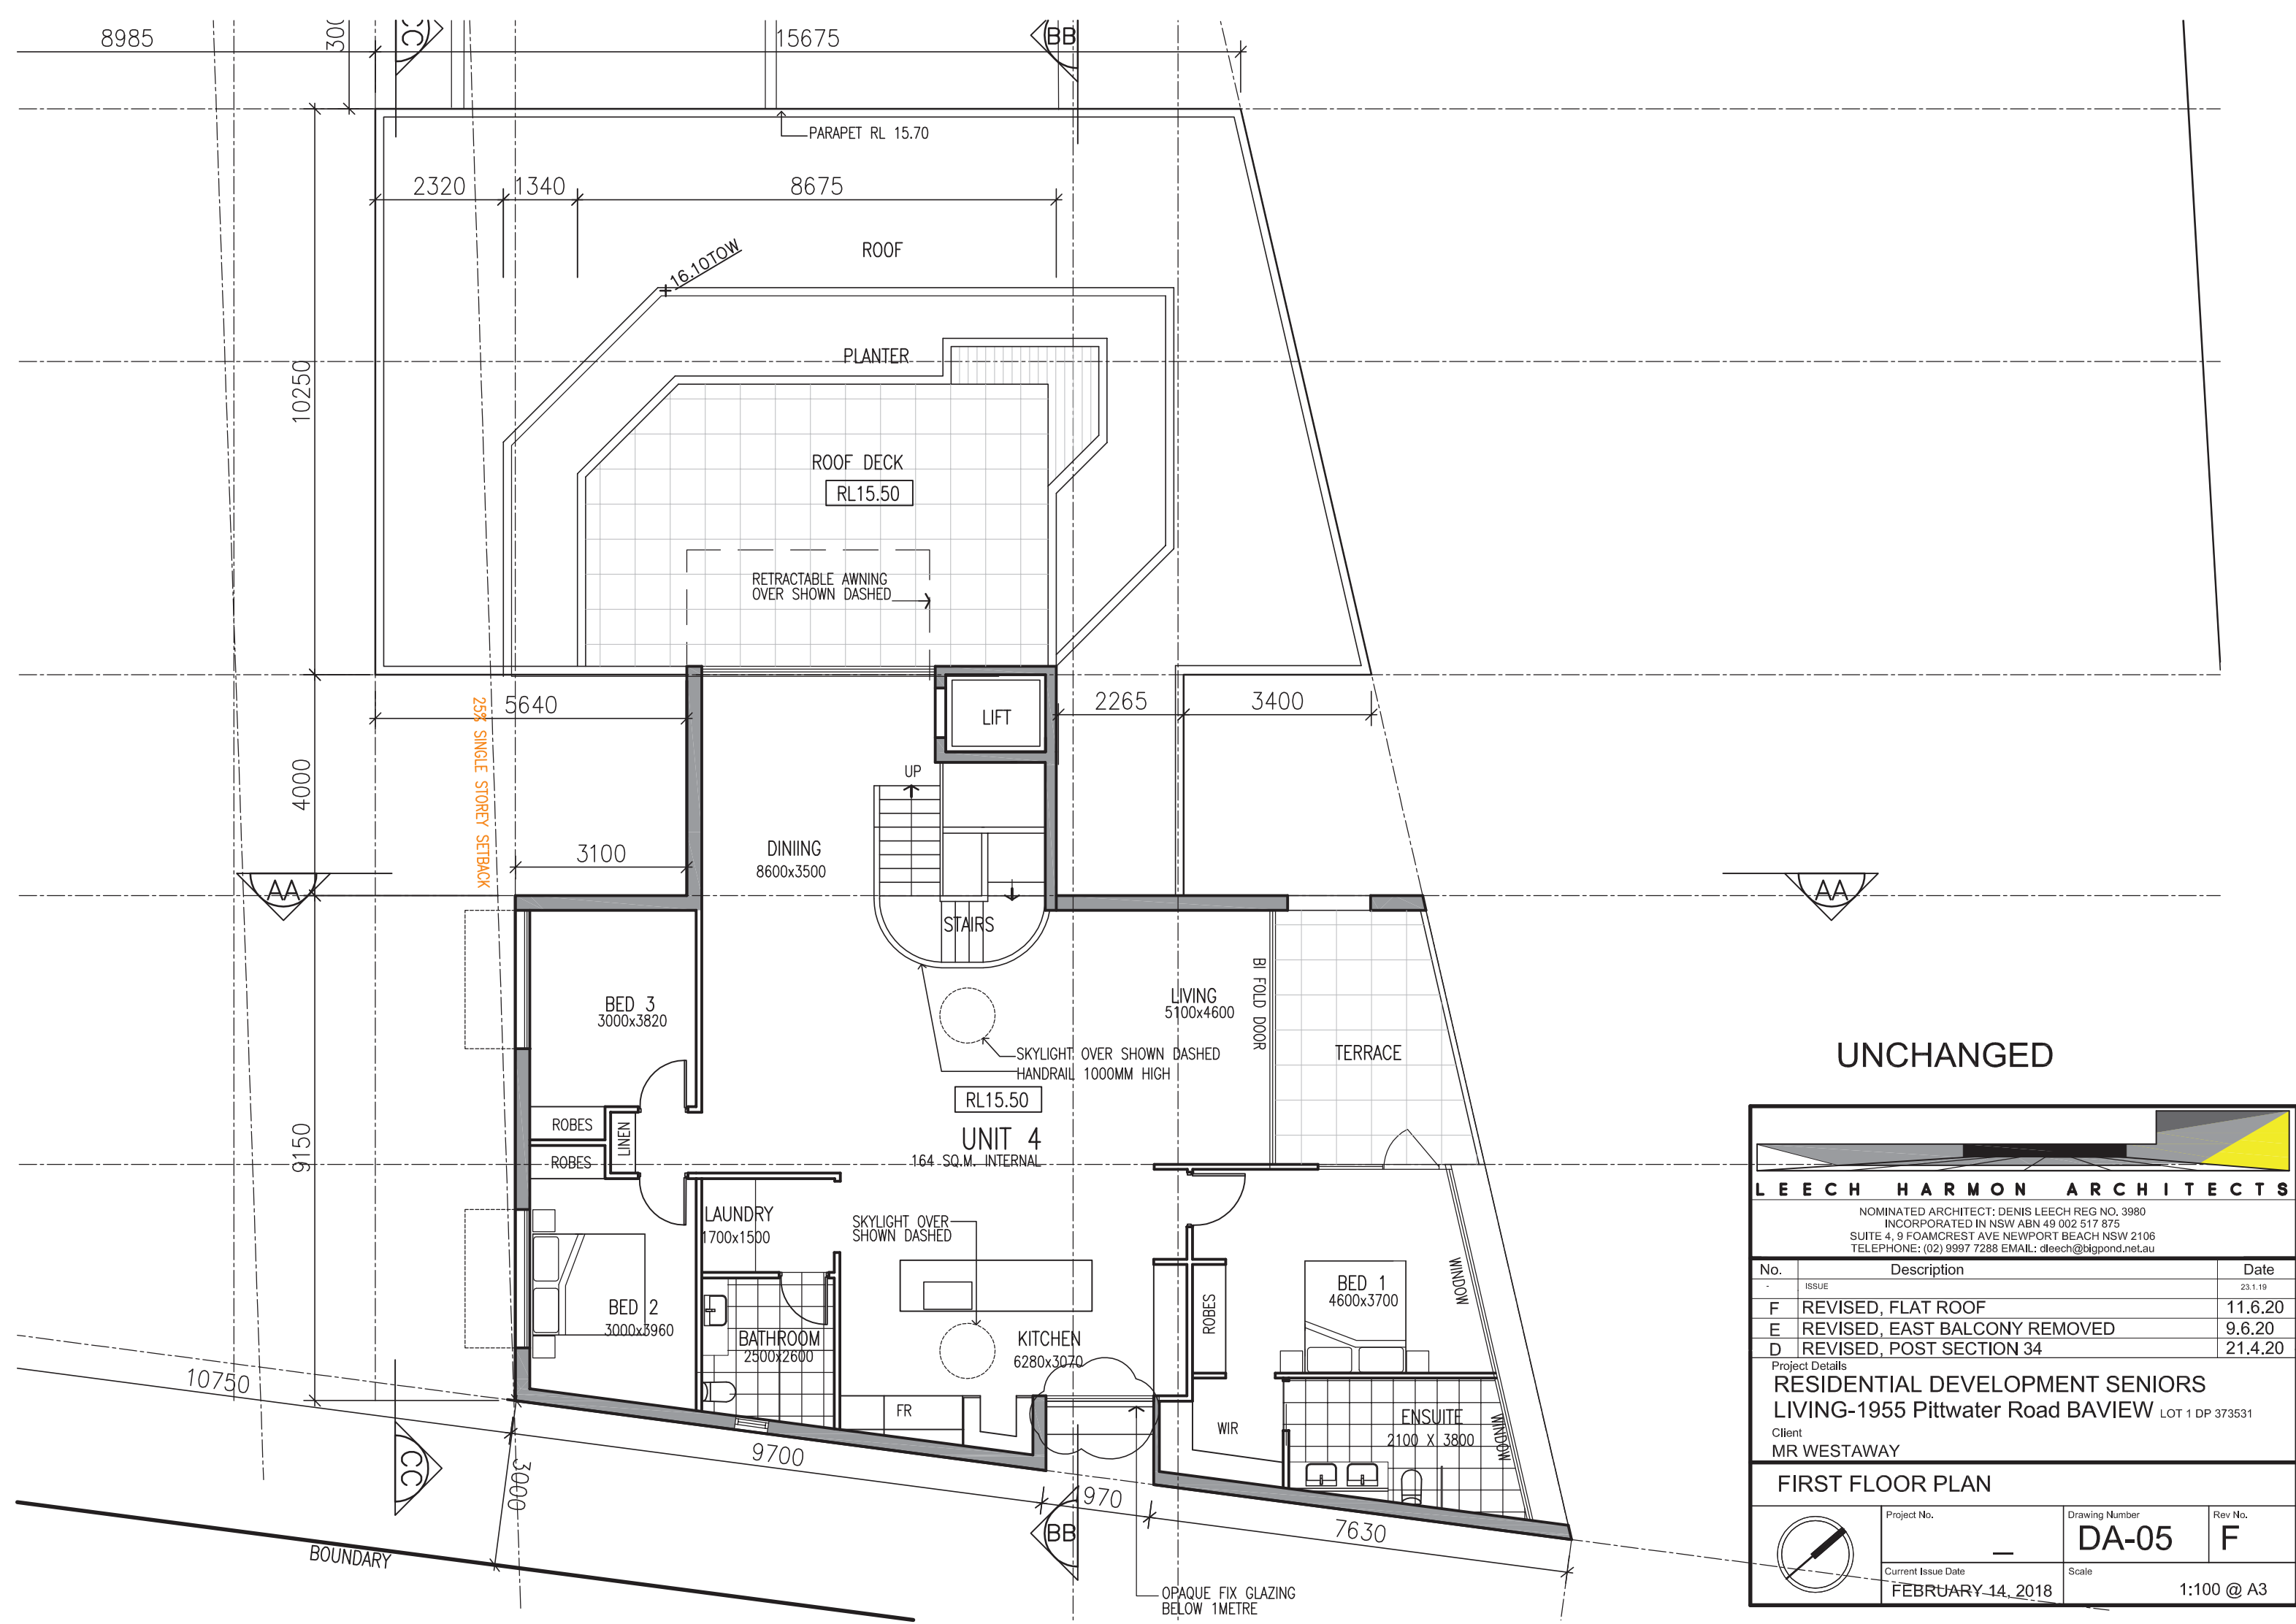 8985
300
CC
15675
BB
PARAPET RL 15.70
2320
1340
8675
16.10TOW
ROOF
PLANTER
10250
ROOF DECK
RL15.50
RETRACTABLE AWNING
OVER SHOWN DASHED
25% SINGLE STOREY SETBACK
5640
LIFT
2265
3400
UP
4000
3100
DINIING
8600x3500
AA
AA
STAIRS
BED 3
3000x3820
LIVING
5100x4600
BI FOLD DOOR
TERRACE
SKYLIGHT OVER SHOWN DASHED
HANDRAIL 1000MM HIGH
RL15.50
UNIT 4
164 SQ.M. INTERNAL
ROBES
LINEN
ROBES
9150
LAUNDRY
1700x1500
SKYLIGHT OVER
SHOWN DASHED
BED 2
3000x3960
BATHROOM
2500x2600
KITCHEN
6280x3070
ROBES
BED 1
4600x3700
WINDOW
FR
WIR
ENSUITE
2100 X 3800
WINDOW
10750
CC
3000
9700
970
BB
7630
BOUNDARY
OPAQUE FIX GLAZING
BELOW 1METRE
UNCHANGED
LEECH HARMON ARCHITECTS
NOMINATED ARCHITECT: DENIS LEECH REG NO. 3980
INCORPORATED IN NSW ABN 49 002 517 875
SUITE 4, 9 FOAMCREST AVE NEWPORT BEACH NSW 2106
TELEPHONE: (02) 9997 7288 EMAIL: dleech@bigpond.net.au
No. Description Date
- ISSUE 23.1.19
F REVISED, FLAT ROOF 11.6.20
E REVISED, EAST BALCONY REMOVED 9.6.20
D REVISED, POST SECTION 34 21.4.20
Project Details
RESIDENTIAL DEVELOPMENT SENIORS
LIVING-1955 Pittwater Road BAVIEW LOT 1 DP 373531
Client
MR WESTAWAY
FIRST FLOOR PLAN
Project No.
_
Drawing Number
DA-05
Rev No.
F
Current Issue Date
FEBRUARY 14, 2018
Scale
1:100 @ A3